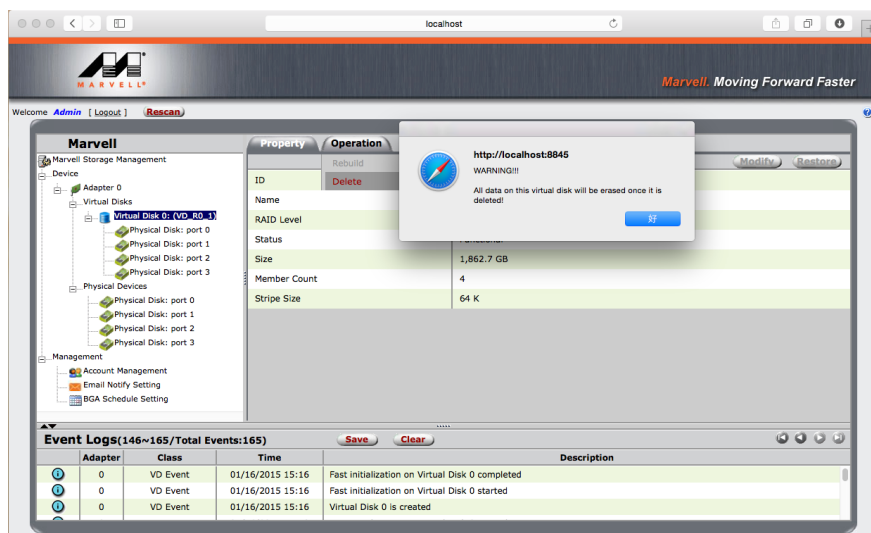 localhost
MARVELL®
Marvell. Moving Forward Faster
Welcome Admin [ Logout ] Rescan
Marvell
Marvell Storage Management
Device
Adapter 0
Virtual Disks
Virtual Disk 0: (VD_R0_1)
Physical Disk: port 0
Physical Disk: port 1
Physical Disk: port 2
Physical Disk: port 3
Physical Devices
Physical Disk: port 0
Physical Disk: port 1
Physical Disk: port 2
Physical Disk: port 3
Management
Account Management
Email Notify Setting
BGA Schedule Setting
Property Operation
Rebuild
Delete
Modify Restore
ID
Name
RAID Level
Status
Size 1,862.7 GB
Member Count 4
Stripe Size 64 K
http://localhost:8845
WARNING!!!
All data on this virtual disk will be erased once it is
deleted!
好
Event Logs(146~165/Total Events:165) Save Clear
Adapter Class Time Description
0 VD Event 01/16/2015 15:16 Fast initialization on Virtual Disk 0 completed
0 VD Event 01/16/2015 15:16 Fast initialization on Virtual Disk 0 started
0 VD Event 01/16/2015 15:16 Virtual Disk 0 is created